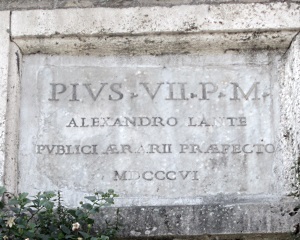 PIVS·VII·P·M·
ALEXANDRO LANTE
PVBLICI ÆRARII PRÆFECTO
MDCCCVI